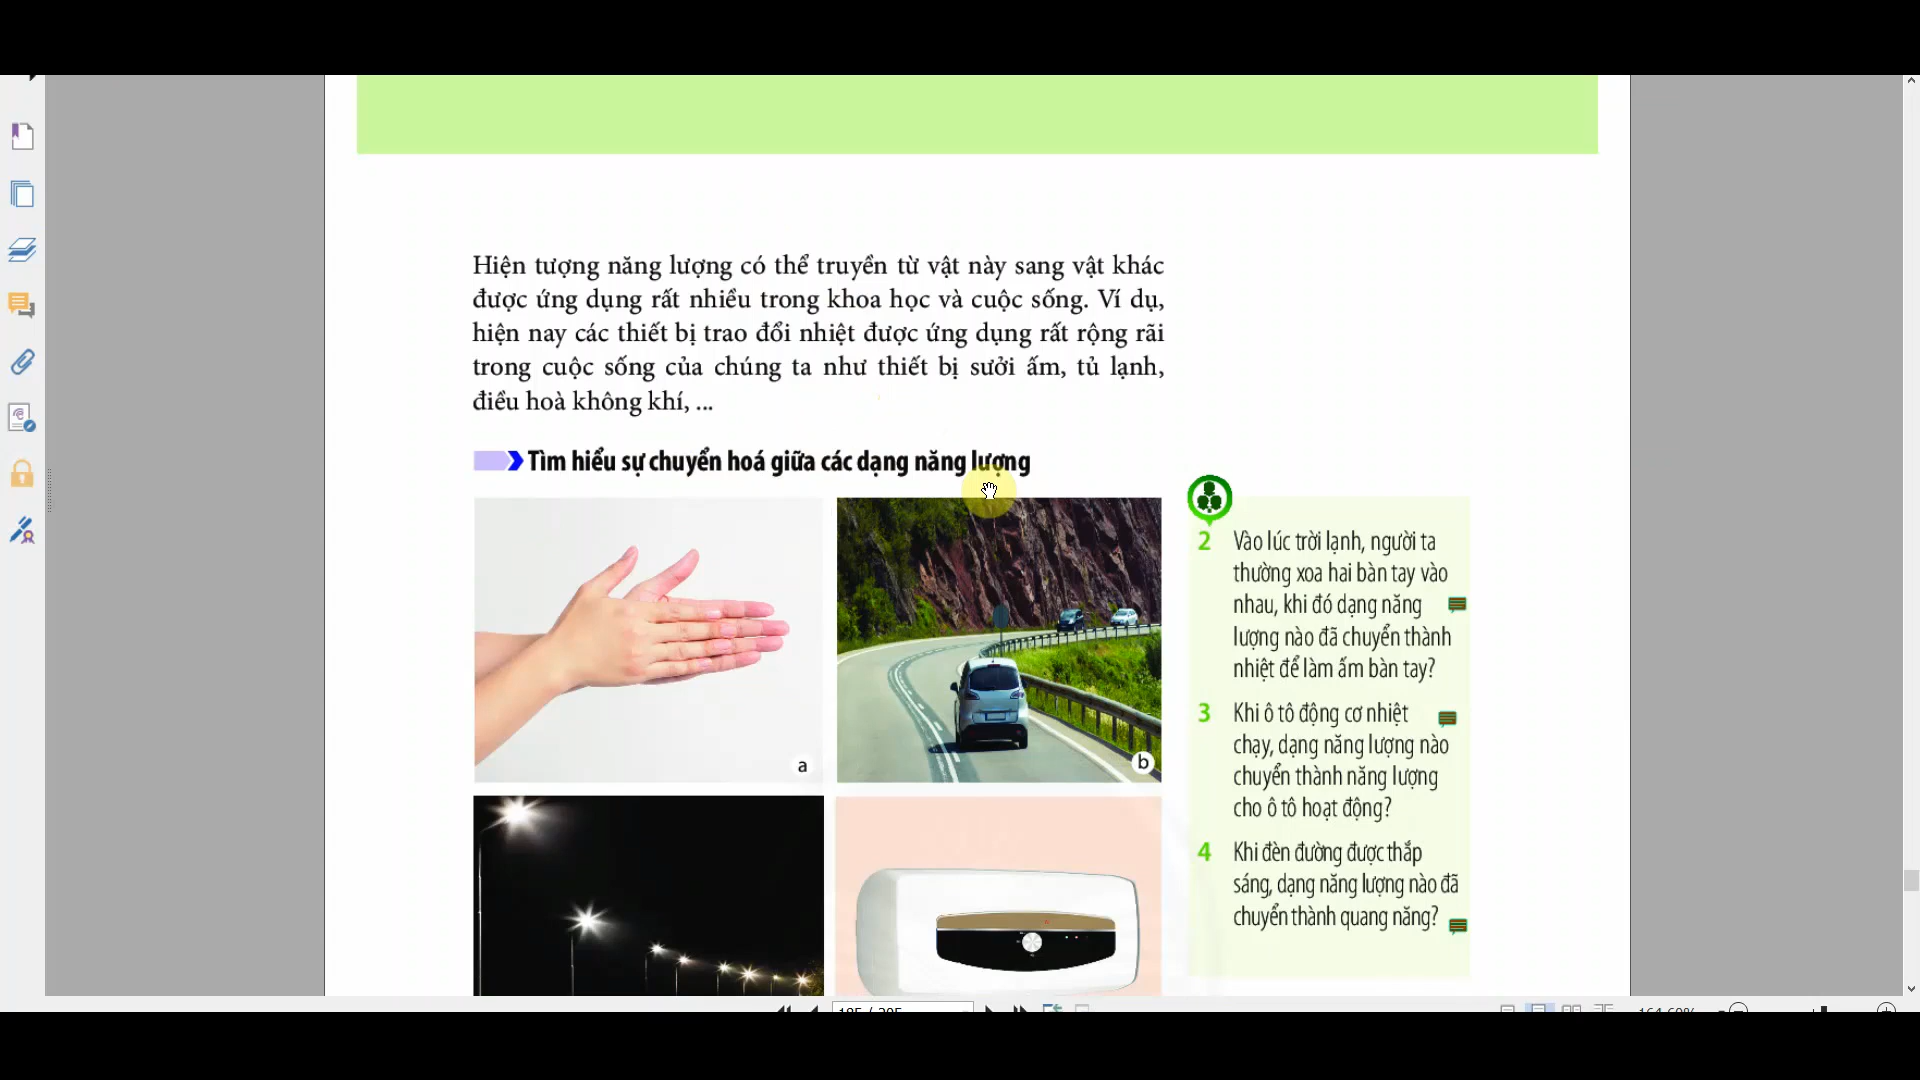 Hiện tượng năng lượng có thể truyền từ vật này sang vật khác
được ứng dụng rất nhiều trong khoa học và cuộc sống. Ví dụ,
hiện nay các thiết bị trao đổi nhiệt được ứng dụng rất rộng rãi
trong cuộc sống của chúng ta như thiết bị sưởi ấm, tủ lạnh,
điều hoà không khí, ...
Tìm hiểu sự chuyển hoá giữa các dạng năng lượng
a
b
2 Vào lúc trời lạnh, người ta
thường xoa hai bàn tay vào
nhau, khi đó dạng năng
lượng nào đã chuyển thành
nhiệt để làm ấm bàn tay?
3 Khi ô tô động cơ nhiệt
chạy, dạng năng lượng nào
chuyển thành năng lượng
cho ô tô hoạt động?
4 Khi đèn đường được thắp
sáng, dạng năng lượng nào đã
chuyển thành quang năng?